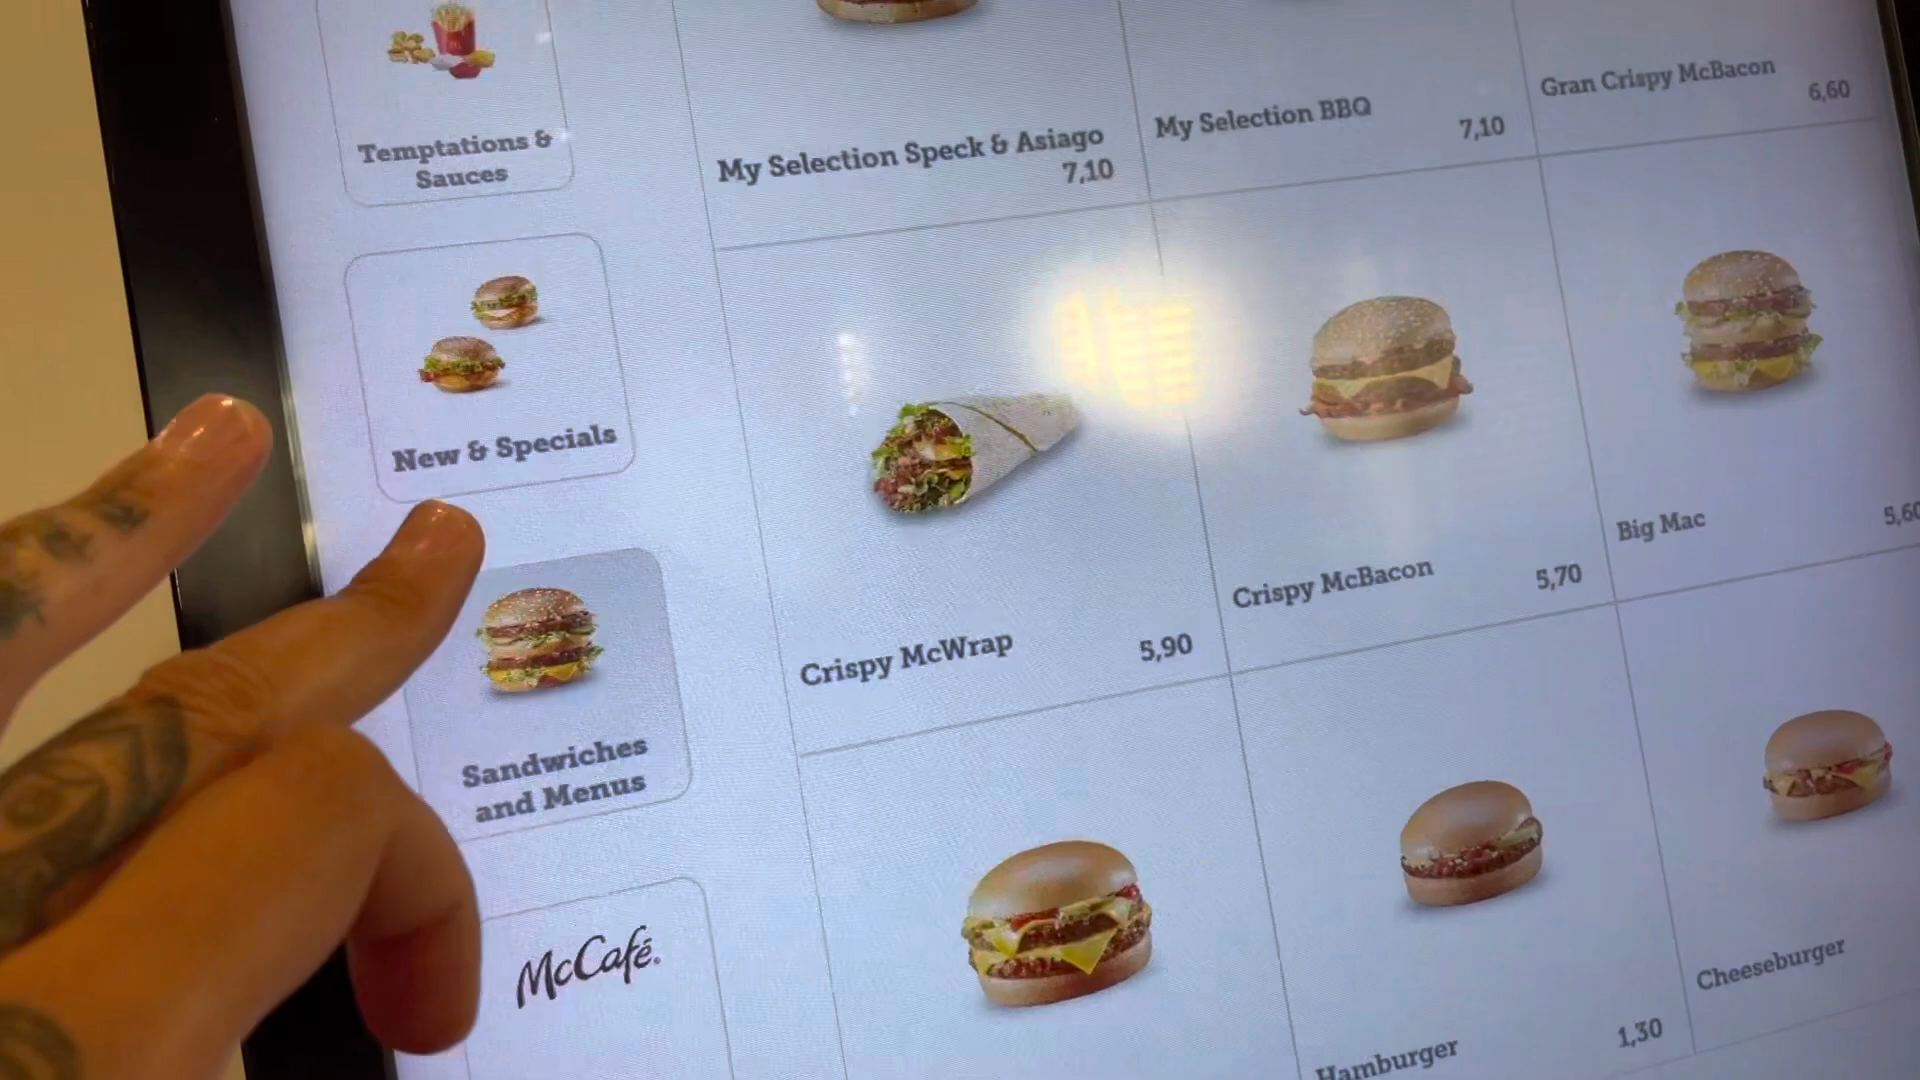 Temptations &
Sauces
New & Specials
Sandwiches
and Menus
McCafé.
My Selection Speck & Asiago
7,10
My Selection BBQ
7,10
Gran Crispy McBacon
6,60
Crispy McWrap
5,90
Crispy McBacon
5,70
Big Mac
5,60
Hamburger
1,30
Cheeseburger